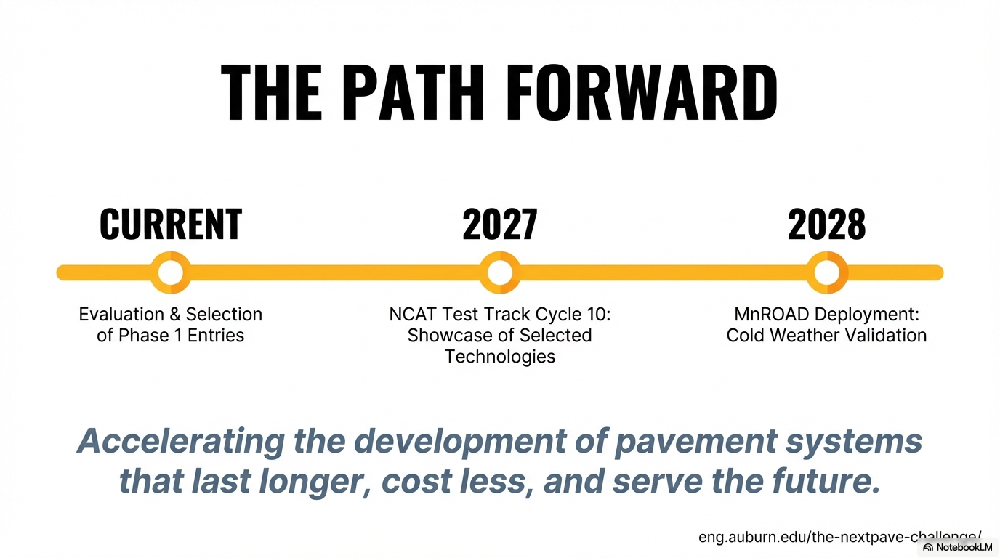 THE PATH FORWARD
CURRENT
2027
2028
Evaluation & Selection
of Phase 1 Entries
NCAT Test Track Cycle 10:
Showcase of Selected
Technologies
MnROAD Deployment:
Cold Weather Validation
Accelerating the development of pavement systems
that last longer, cost less, and serve the future.
eng.auburn.edu/the-nextpave-challenge/
NotebookLM